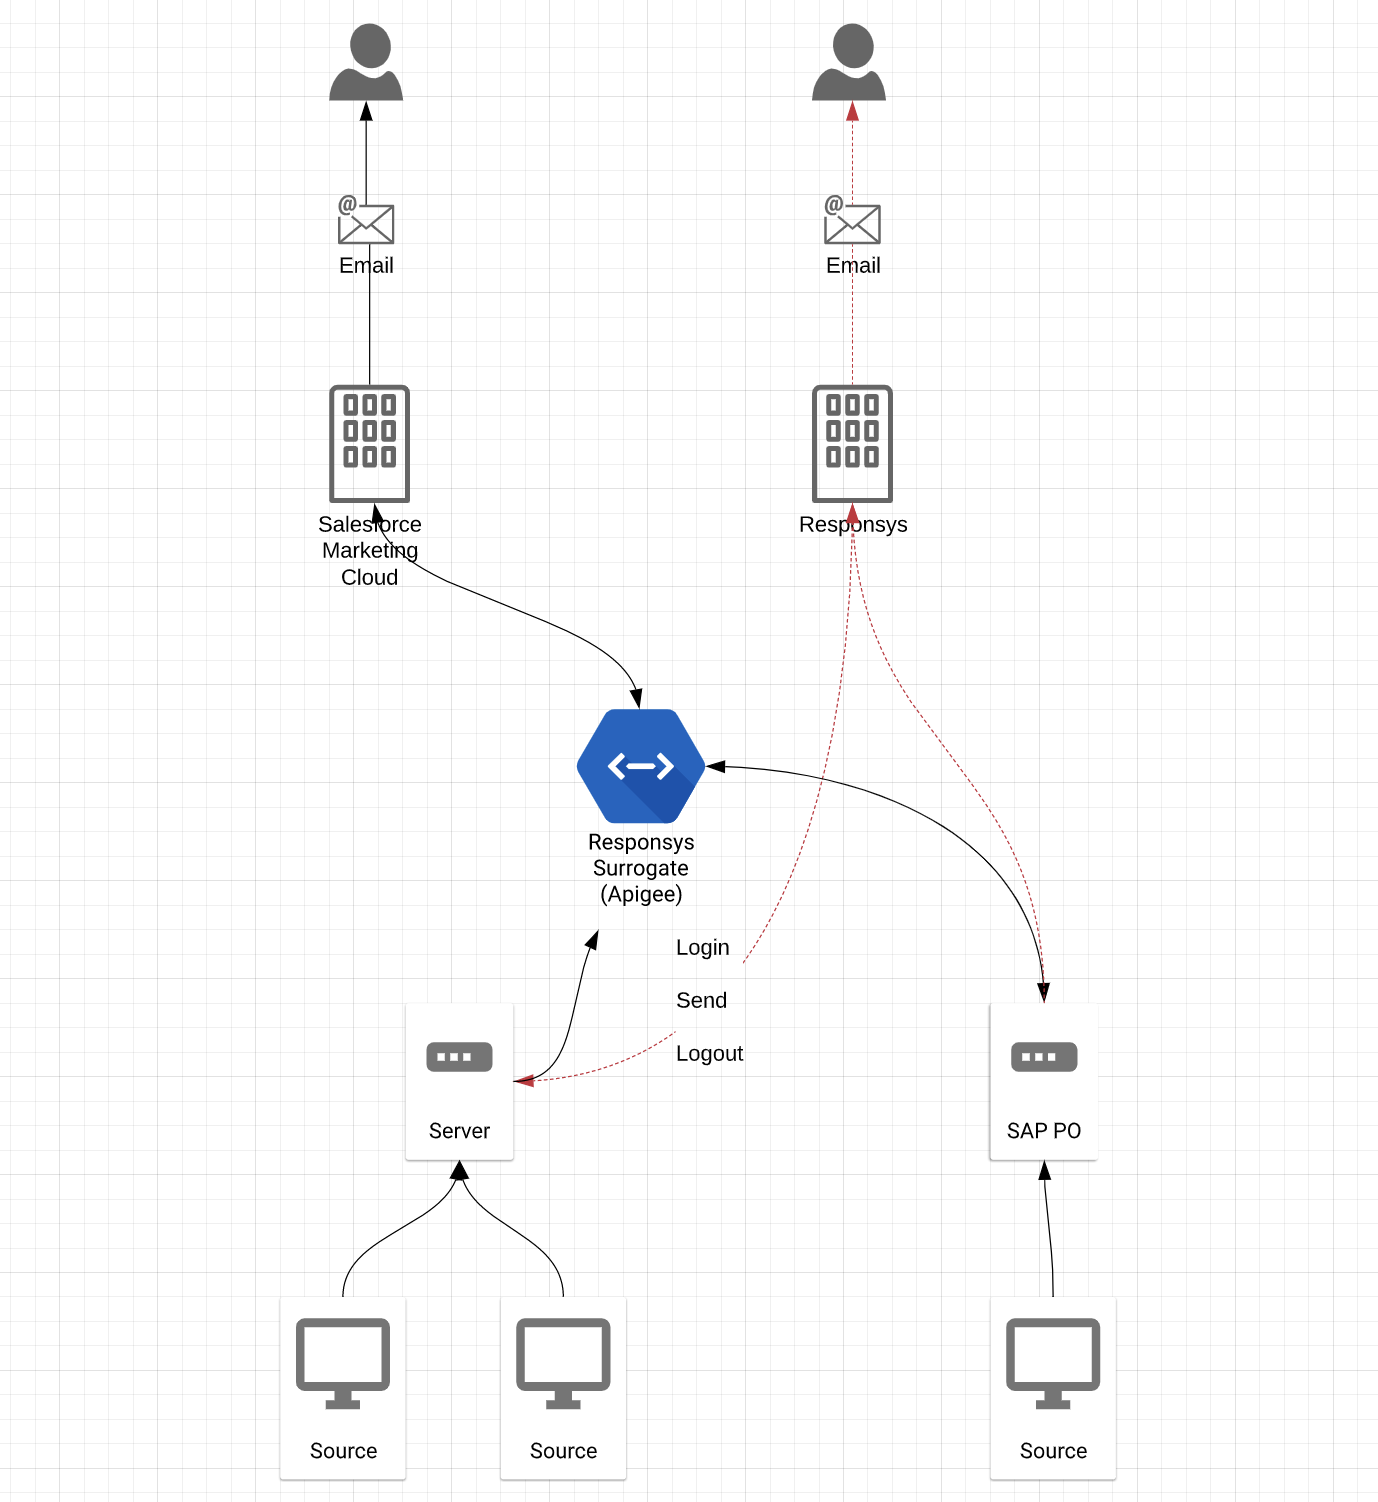 @
@
Email
Email
Salesforce
Marketing
Cloud
Responsys
Responsys
Surrogate
(Apigee)
Login
Send
Logout
Server
SAP PO
Source
Source
Source